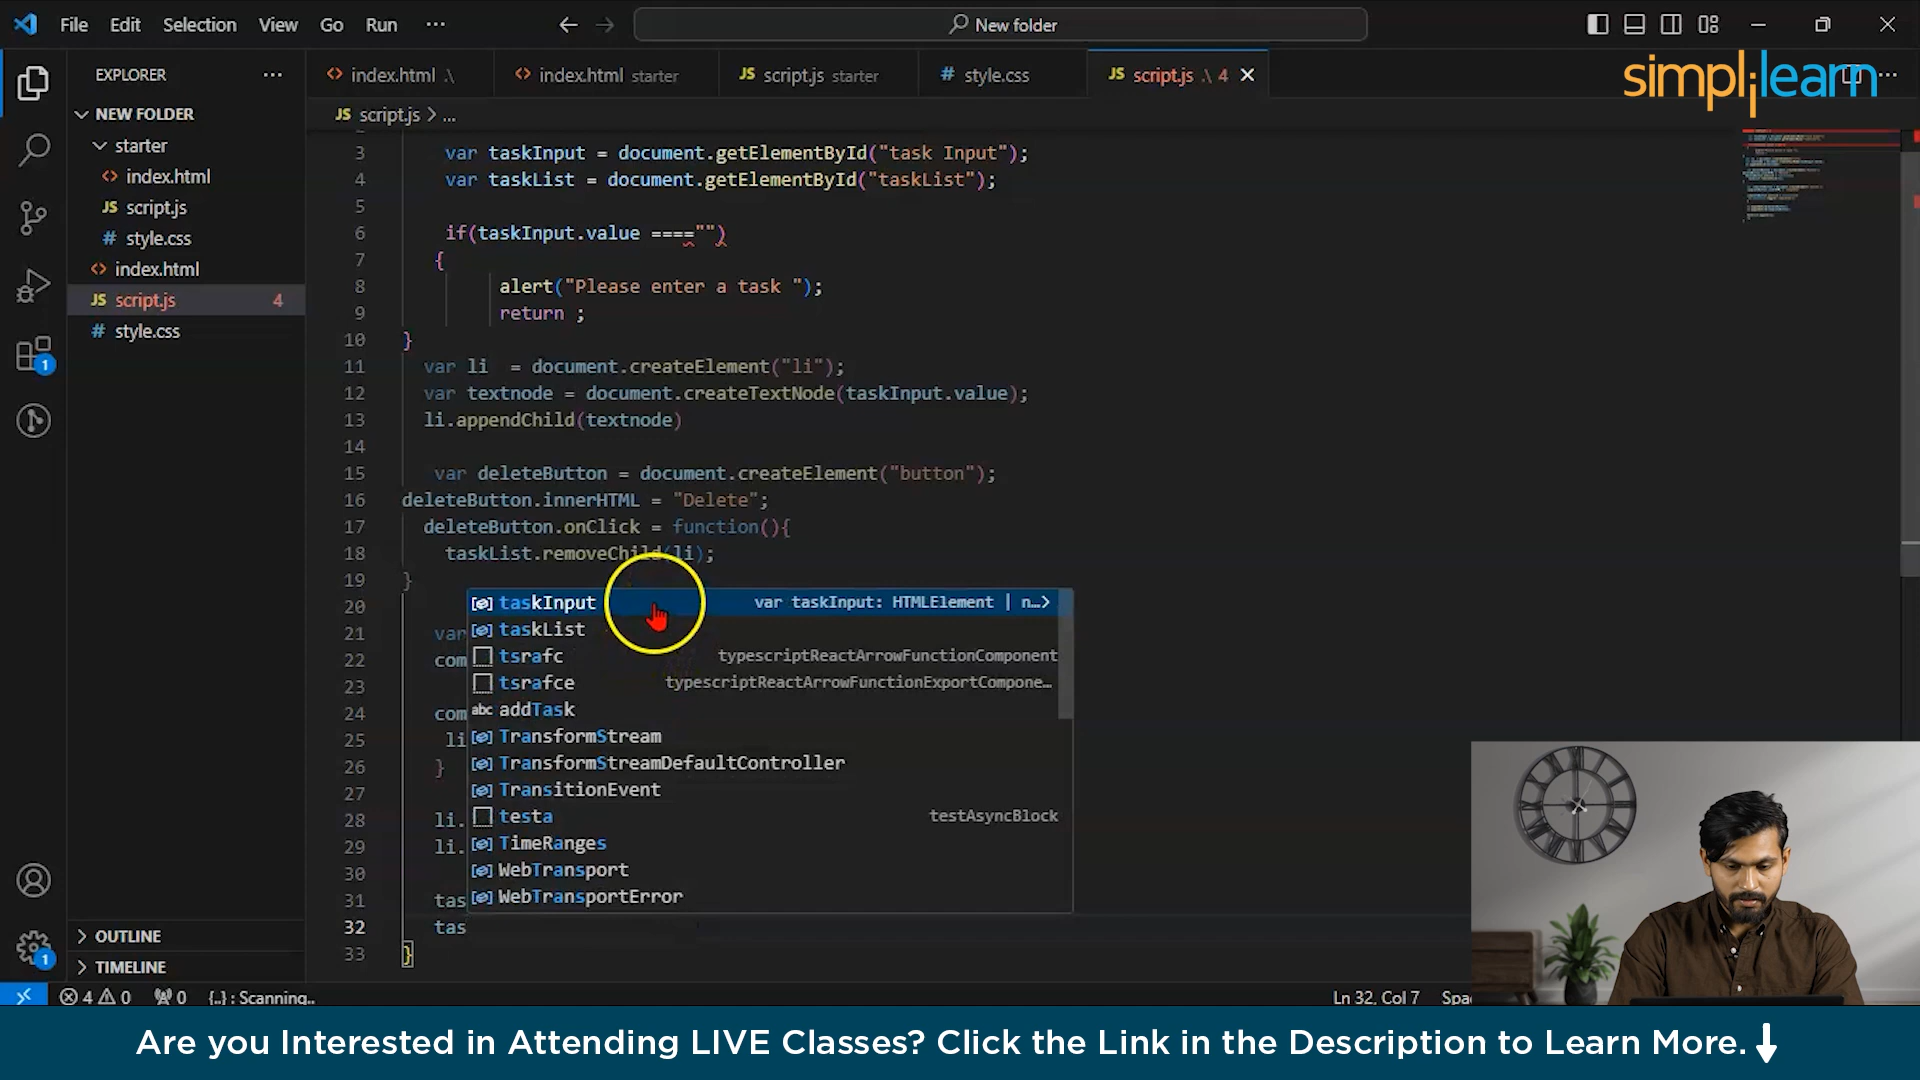 File Edit Selection View Go Run ··· New folder
simplilearn
EXPLORER ···
index.html \ index.html starter JS script.js starter # style.css JS script.js .\ 4
NEW FOLDER
JS script.js > ...
starter
index.html
JS script.js
# style.css
index.html
JS script.js 4
# style.css
3 var taskInput = document.getElementById("task Input");
4 var taskList = document.getElementById("taskList");
5
6 if(taskInput.value ===="")
7 {
8 alert("Please enter a task ");
9 return ;
10 }
11 var li = document.createElement("li");
12 var textnode = document.createTextNode(taskInput.value);
13 li.appendChild(textnode)
14
15 var deleteButton = document.createElement("button");
16 deleteButton.innerHTML = "Delete";
17 deleteButton.onClick = function(){
18 taskList.removeChild(li);
19 }
20
21 var
22 com
23
24 com
25 li
26 }
27
28 li.
29 li.
30
31 tas
32 tas
33 }
taskInput var taskInput: HTMLElement | n…>
taskList
tsrafc typescriptReactArrowFunctionComponent
tsrafce typescriptReactArrowFunctionExportCompone…
abc addTask
TransformStream
TransformStreamDefaultController
TransitionEvent
testa testAsyncBlock
TimeRanges
WebTransport
WebTransportError
1
1
OUTLINE
TIMELINE
4 0 0 {..} : Scanning.. Ln 32, Col 7 Spac
Are you Interested in Attending LIVE Classes? Click the Link in the Description to Learn More.